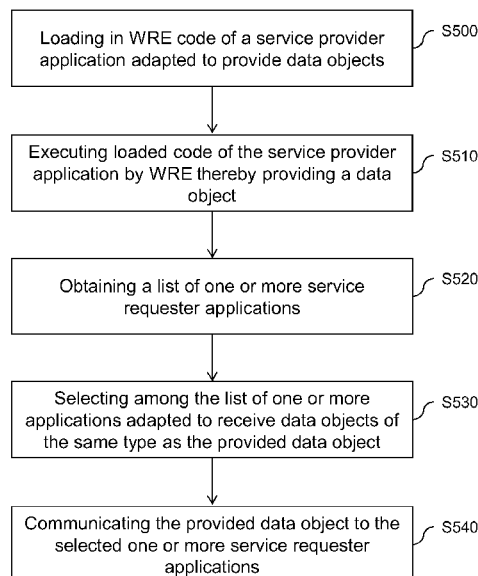 Loading in WRE code of a service provider
application adapted to provide data objects
S500
Executing loaded code of the service provider
application by WRE thereby providing a data
object
S510
Obtaining a list of one or more service
requester applications
S520
Selecting among the list of one or more
applications adapted to receive data objects of
the same type as the provided data object
S530
Communicating the provided data object to the
selected one or more service requester
applications
S540